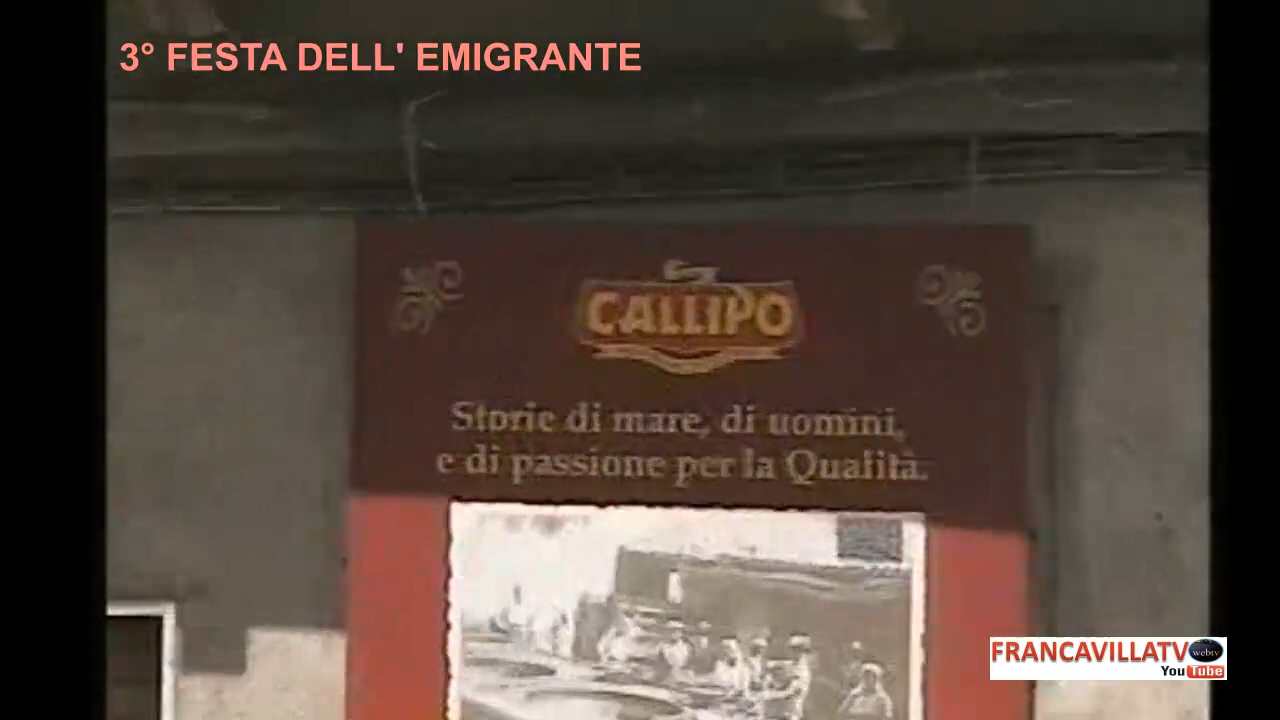 3° FESTA DELL' EMIGRANTE
CALLIPO
Storie di mare, di uomini,
e di passione per la Qualità.
FRANCAVILLATV webtv
YouTube